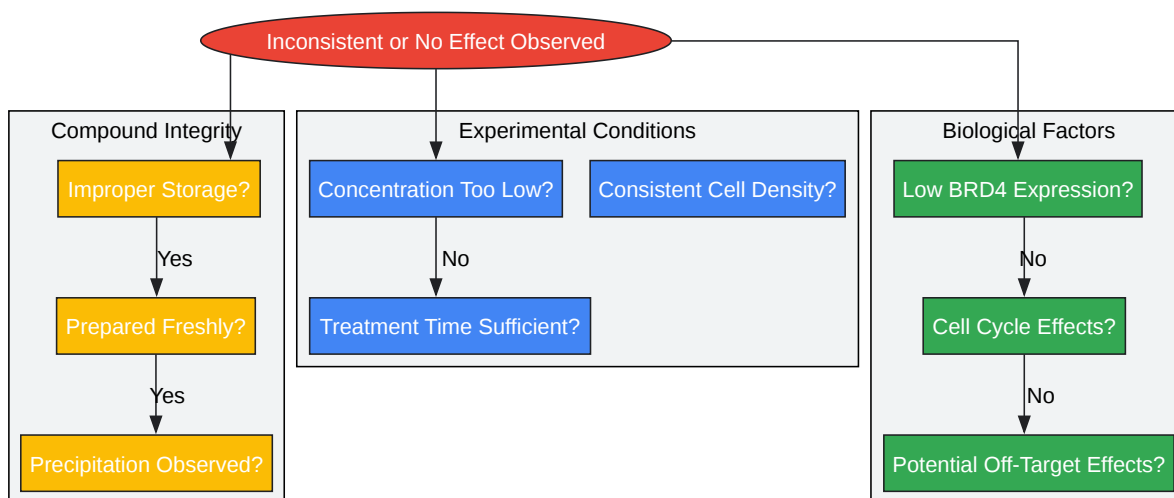 Inconsistent or No Effect Observed
Compound Integrity
Experimental Conditions
Biological Factors
Improper Storage?
Concentration Too Low?
Consistent Cell Density?
Low BRD4 Expression?
Yes
No
No
Prepared Freshly?
Treatment Time Sufficient?
Cell Cycle Effects?
Yes
No
Precipitation Observed?
Potential Off-Target Effects?